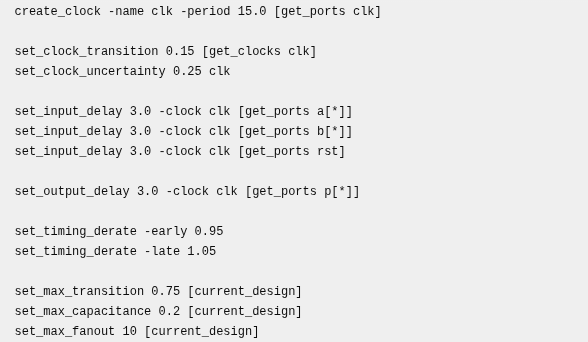 create_clock -name clk -period 15.0 [get_ports clk]
set_clock_transition 0.15 [get_clocks clk]
set_clock_uncertainty 0.25 clk
set_input_delay 3.0 -clock clk [get_ports a[*]]
set_input_delay 3.0 -clock clk [get_ports b[*]]
set_input_delay 3.0 -clock clk [get_ports rst]
set_output_delay 3.0 -clock clk [get_ports p[*]]
set_timing_derate -early 0.95
set_timing_derate -late 1.05
set_max_transition 0.75 [current_design]
set_max_capacitance 0.2 [current_design]
set_max_fanout 10 [current_design]